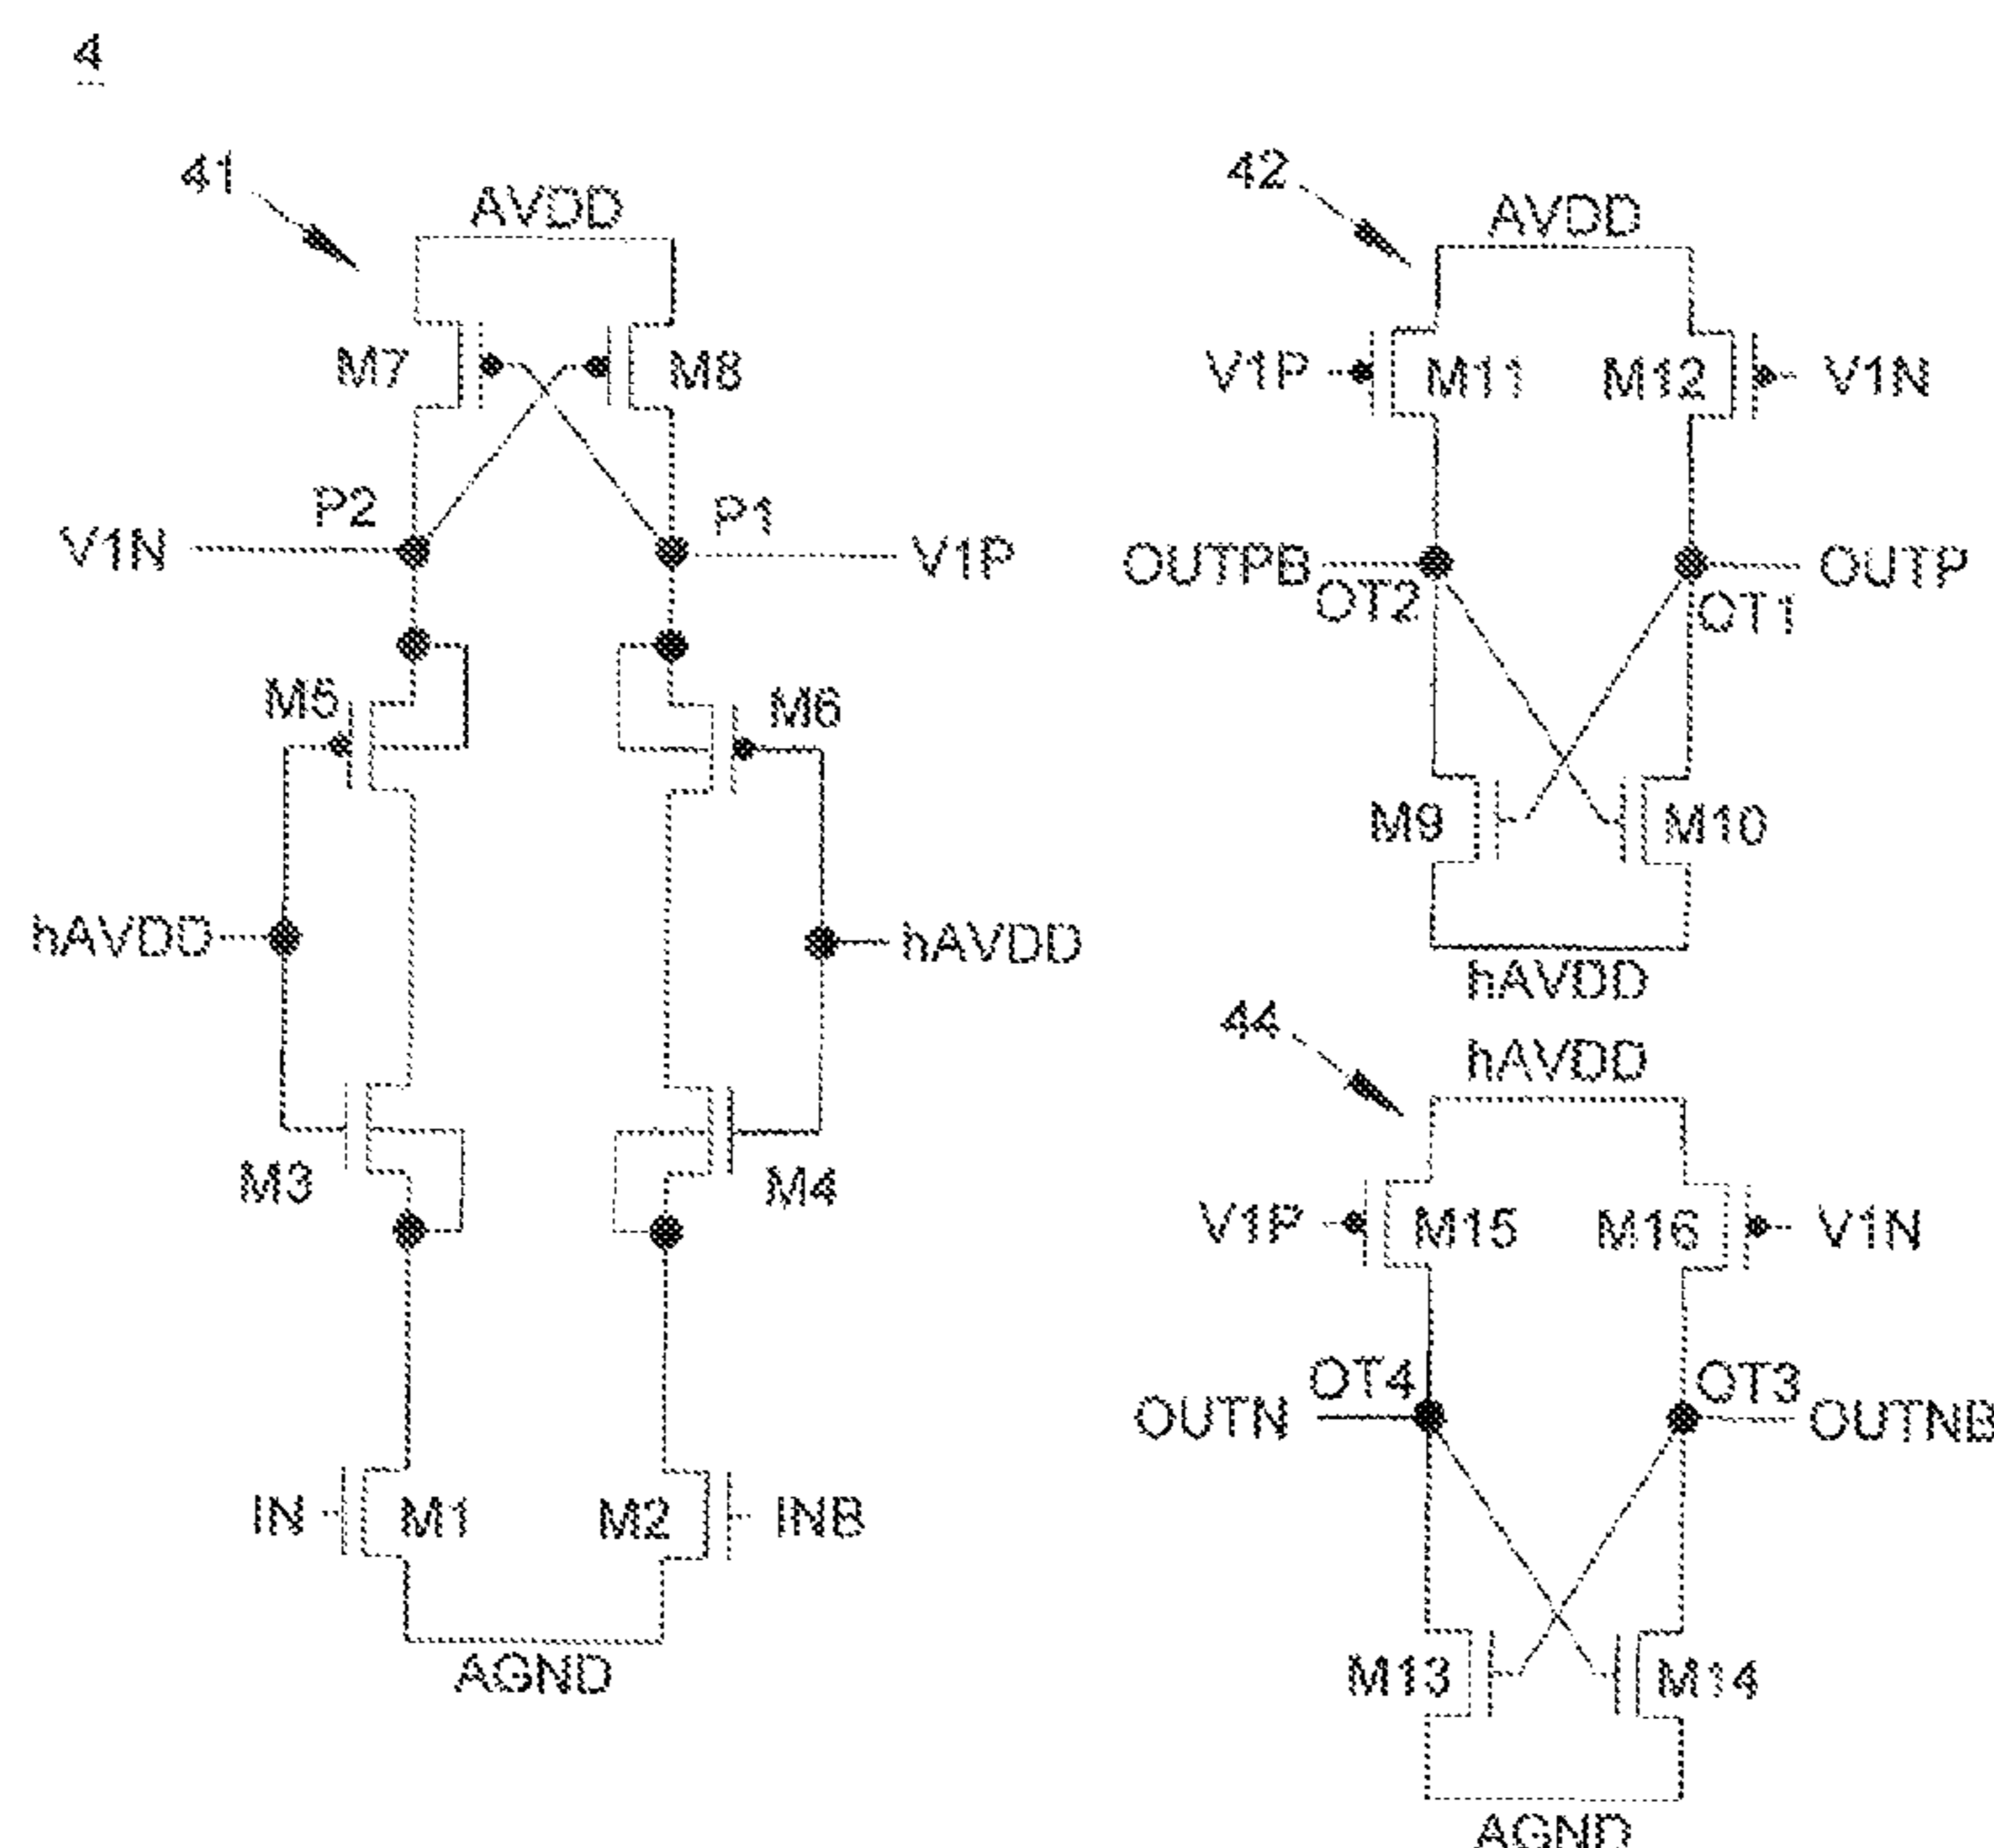 4
41
AVDD
M7
M8
P2
P1
V1N
V1P
M5
M6
hAVDD
hAVDD
M3
M4
IN
M1
M2
INB
AGND
42
AVDD
V1P
M11
M12
V1N
OUTPB
OT2
OUTP
OT1
M9
M10
hAVDD
44
hAVDD
V1P
M15
M16
V1N
OT4
OT3
OUTN
OUTNB
M13
M14
AGND